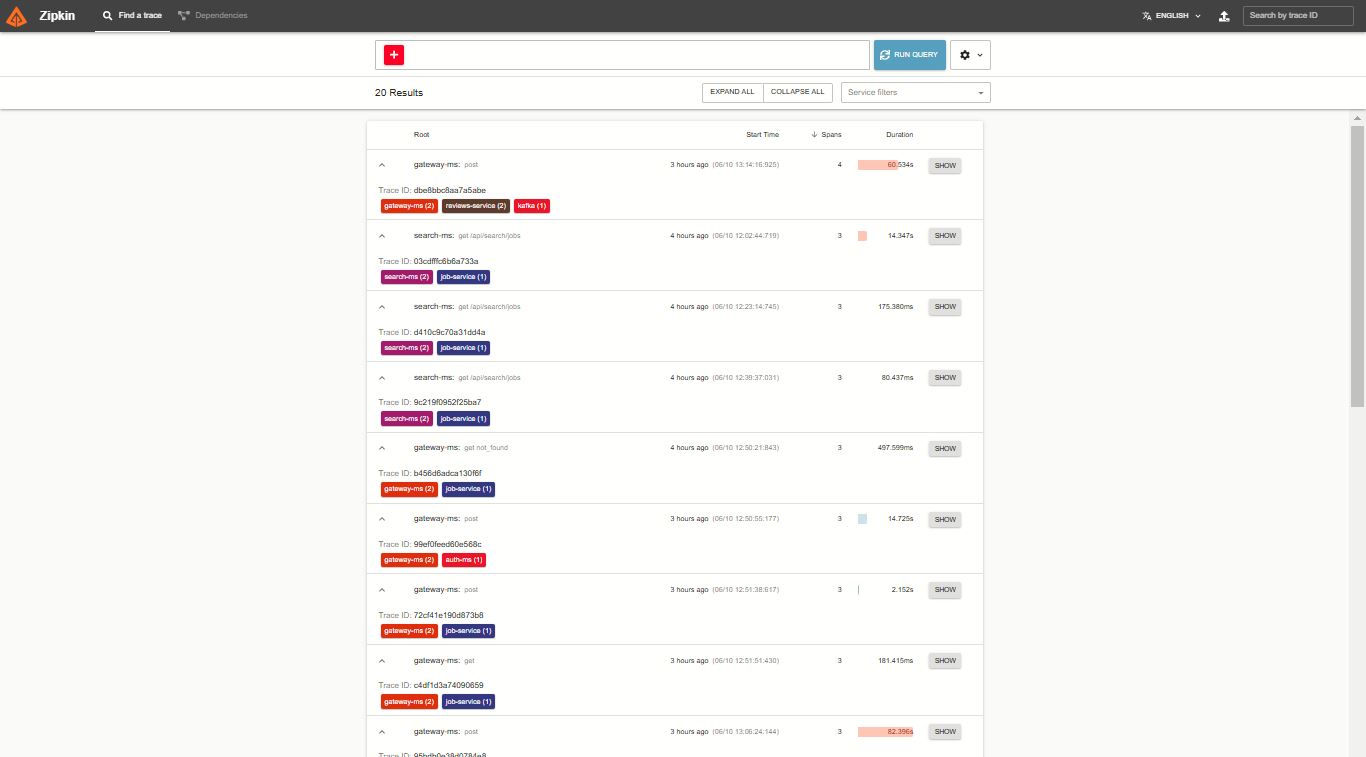 Zipkin Find a trace Dependencies ENGLISH Search by trace ID
+ RUN QUERY
20 Results EXPAND ALL COLLAPSE ALL Service filters
Root Start Time Spans Duration
gateway-ms: post 3 hours ago (06/10 13:14:16:925) 4 60.534s SHOW
Trace ID: dbe8bbc8aa7a5abe
gateway-ms (2) reviews-service (2) kafka (1)
search-ms: get /api/search/jobs 4 hours ago (06/10 12:02:44:719) 3 14.347s SHOW
Trace ID: 03cdfffc6b6a733a
search-ms (2) job-service (1)
search-ms: get /api/search/jobs 4 hours ago (06/10 12:23:14:745) 3 175.380ms SHOW
Trace ID: d410c9c70a31dd4a
search-ms (2) job-service (1)
search-ms: get /api/search/jobs 4 hours ago (06/10 12:39:37:031) 3 80.437ms SHOW
Trace ID: 9c219f0952f25ba7
search-ms (2) job-service (1)
gateway-ms: get not_found 4 hours ago (06/10 12:50:21:843) 3 497.599ms SHOW
Trace ID: b456d6adca130f6f
gateway-ms (2) job-service (1)
gateway-ms: post 3 hours ago (06/10 12:50:55:177) 3 14.725s SHOW
Trace ID: 99ef0feed60e568c
gateway-ms (2) auth-ms (1)
gateway-ms: post 3 hours ago (06/10 12:51:38:617) 3 2.152s SHOW
Trace ID: 72cf41e190d873b8
gateway-ms (2) job-service (1)
gateway-ms: get 3 hours ago (06/10 12:51:51:430) 3 181.415ms SHOW
Trace ID: c4df1d3a74090659
gateway-ms (2) job-service (1)
gateway-ms: post 3 hours ago (06/10 13:06:24:144) 3 82.396s SHOW
Trace ID: